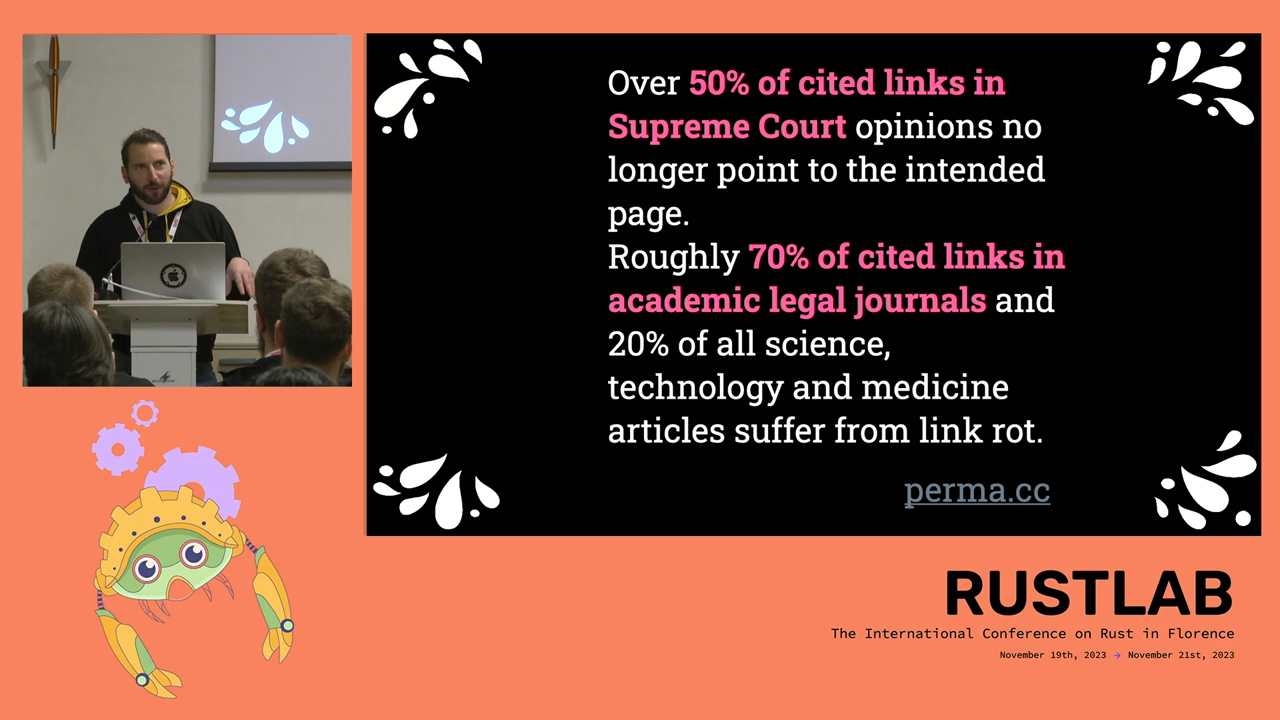 Over 50% of cited links in
Supreme Court opinions no
longer point to the intended
page.
Roughly 70% of cited links in
academic legal journals and
20% of all science,
technology and medicine
articles suffer from link rot.
perma.cc
RUSTLAB
The International Conference on Rust in Florence
November 19th, 2023 → November 21st, 2023